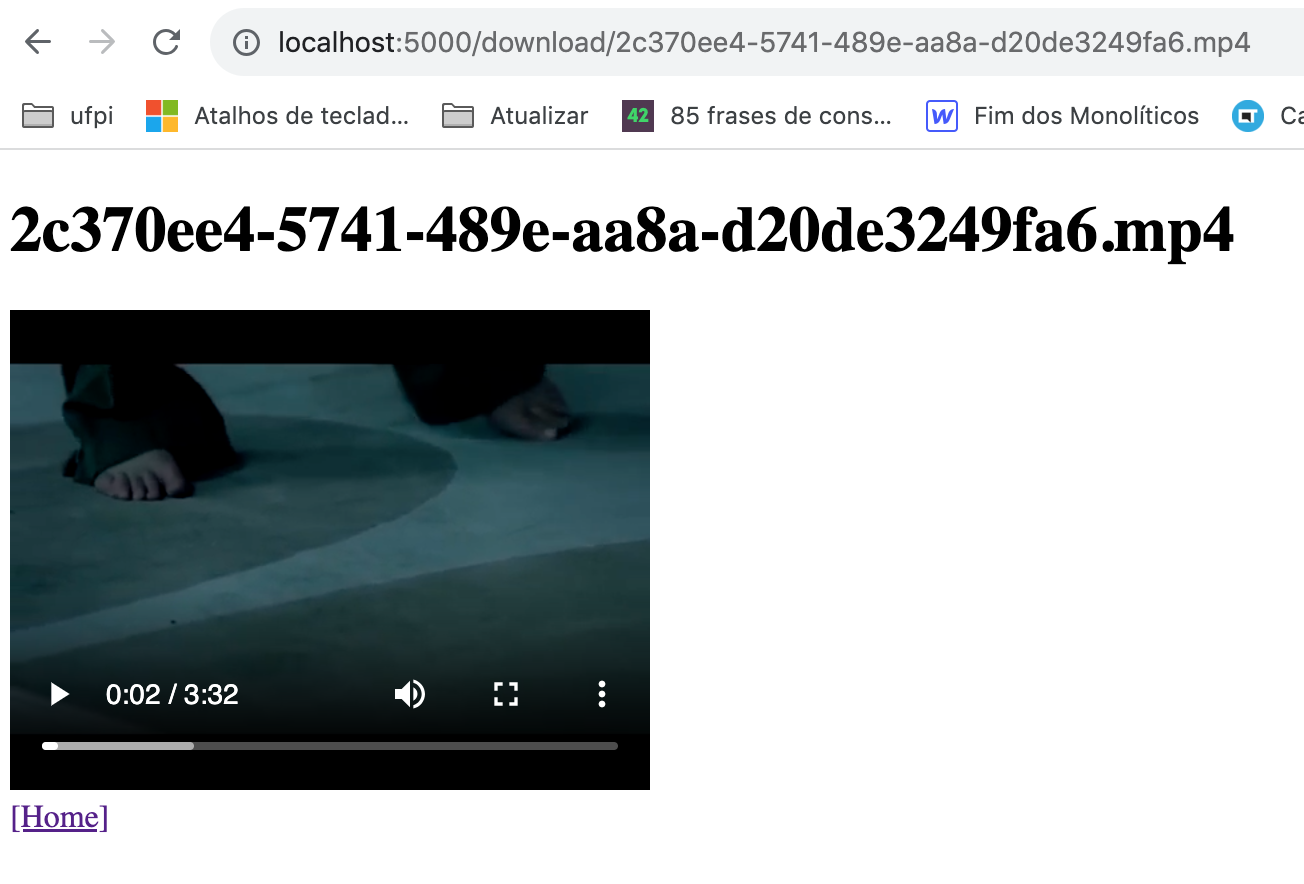 localhost:5000/download/2c370ee4-5741-489e-aa8a-d20de3249fa6.mp4
ufpi Atalhos de teclad... Atualizar 42 85 frases de cons... W Fim dos Monolíticos Ca
2c370ee4-5741-489e-aa8a-d20de3249fa6.mp4
0:02 / 3:32
[Home]